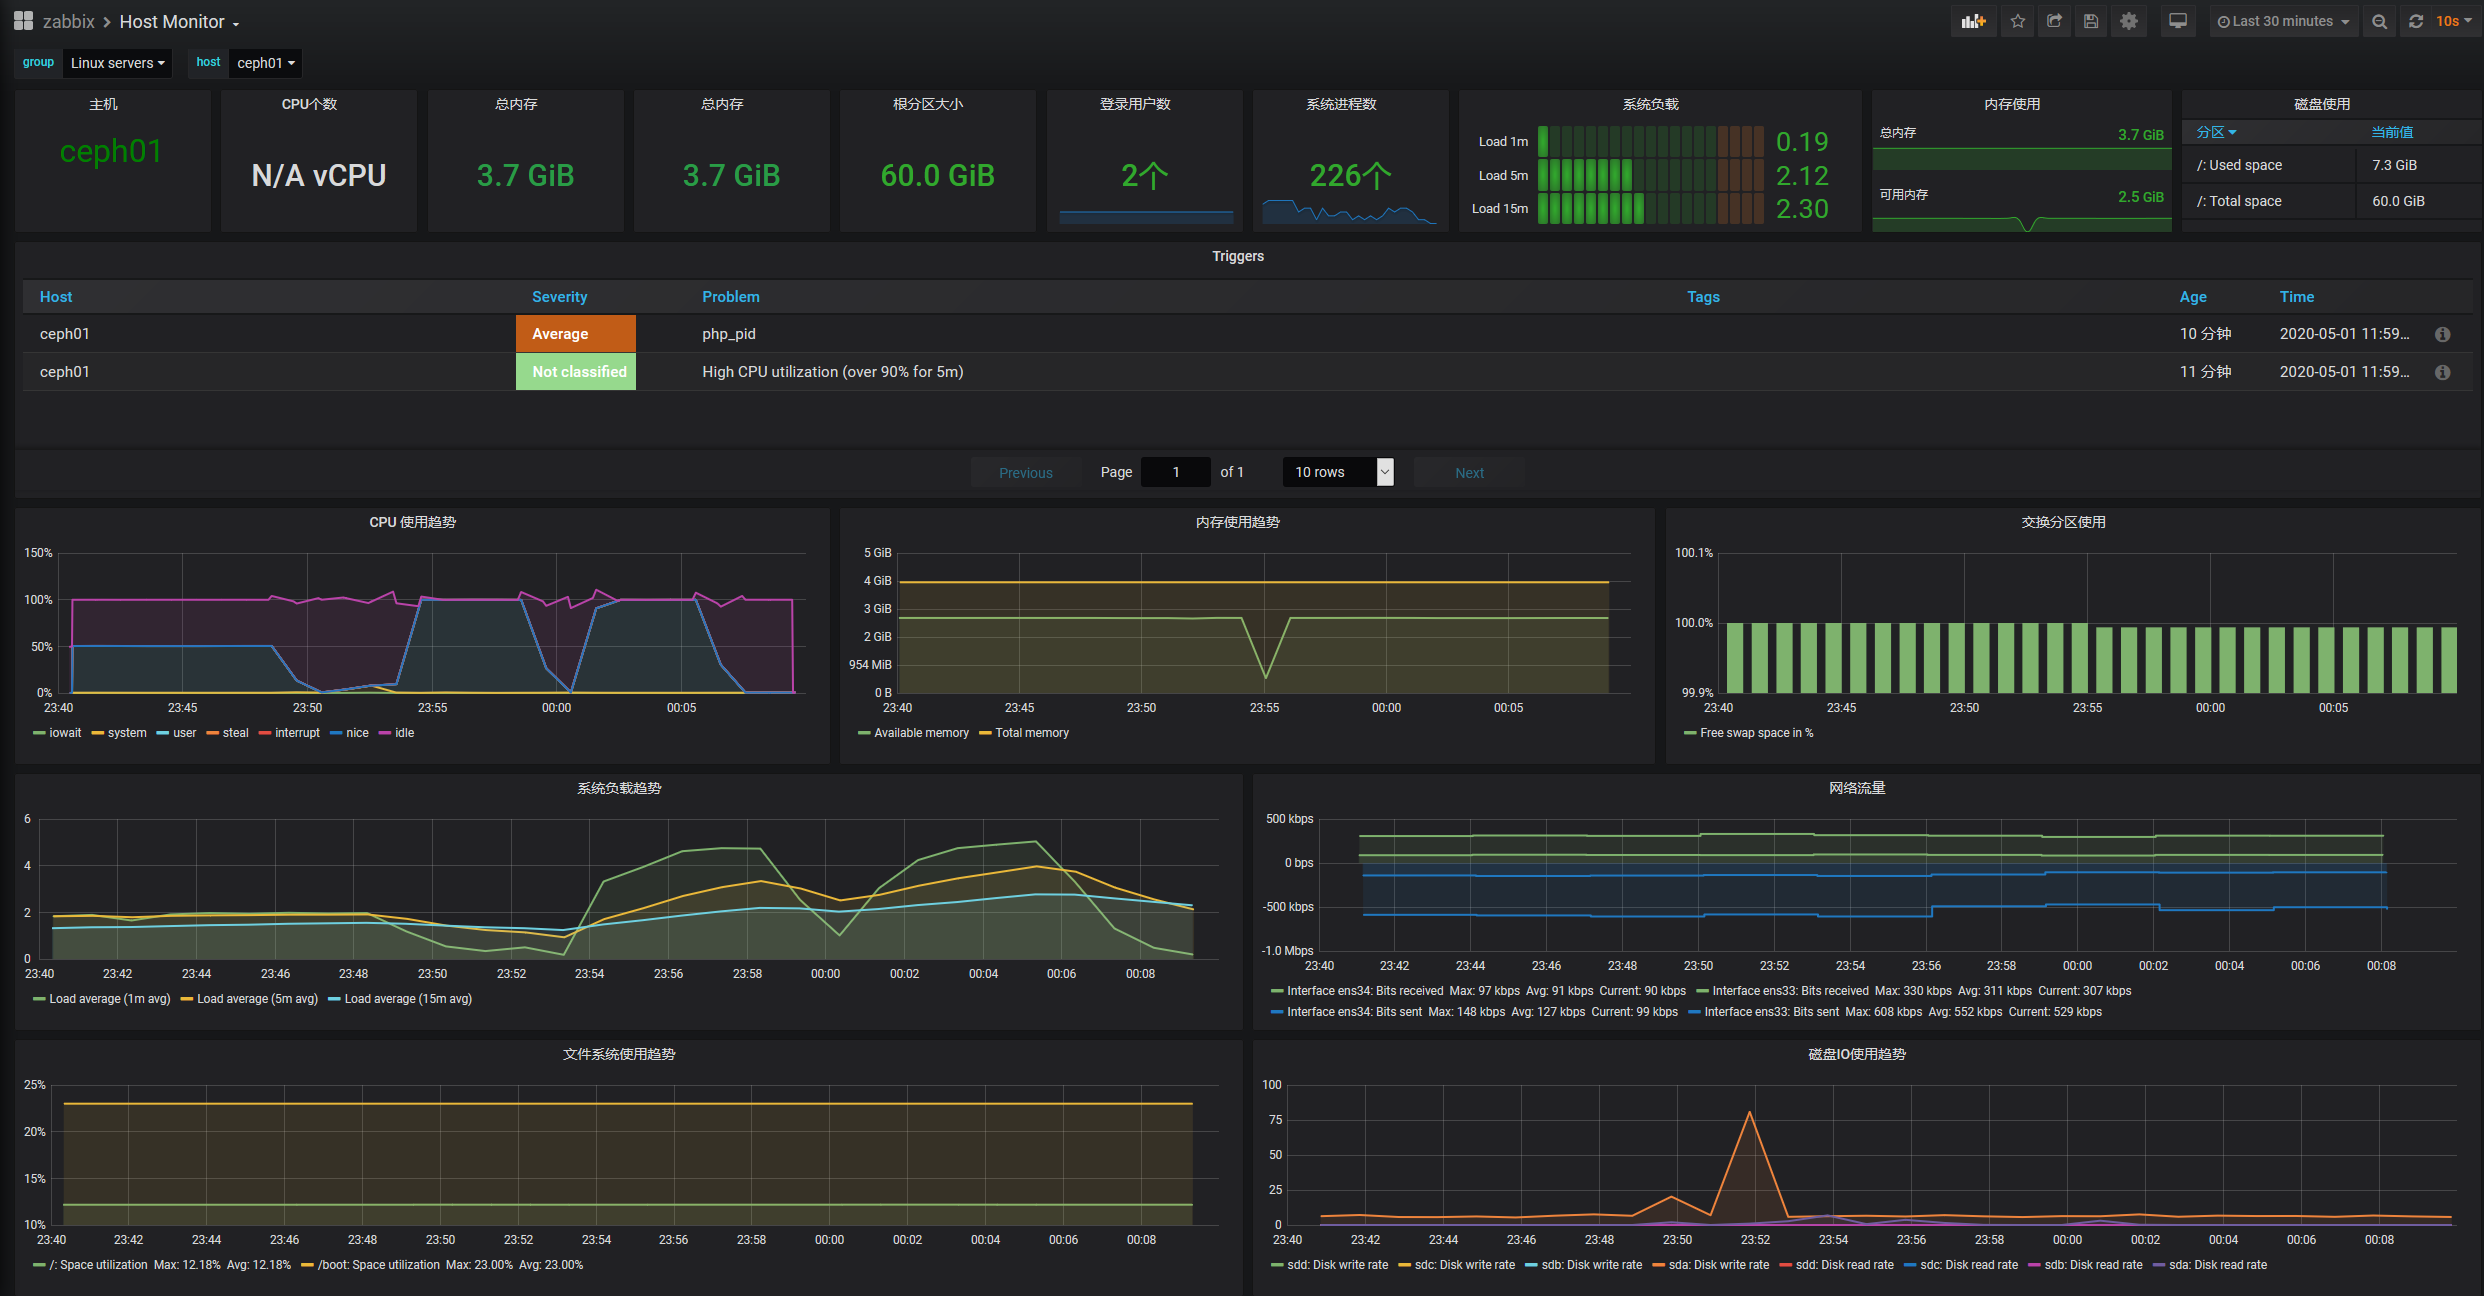 zabbix > Host Monitor
Last 30 minutes
10s
group Linux servers host ceph01
主机
ceph01
CPU个数
N/A vCPU
总内存
3.7 GiB
总内存
3.7 GiB
根分区大小
60.0 GiB
登录用户数
2个
系统进程数
226个
系统负载
Load 1m 0.19
Load 5m 2.12
Load 15m 2.30
内存使用
总内存 3.7 GiB
可用内存 2.5 GiB
磁盘使用
分区 当前值
/: Used space 7.3 GiB
/: Total space 60.0 GiB
Triggers
Host Severity Problem Tags Age Time
ceph01 Average php_pid 10 分钟 2020-05-01 11:59...
ceph01 Not classified High CPU utilization (over 90% for 5m) 11 分钟 2020-05-01 11:59...
Previous Page 1 of 1 10 rows Next
CPU 使用趋势
150%
100%
50%
0%
23:40 23:45 23:50 23:55 00:00 00:05
iowait system user steal interrupt nice idle
内存使用趋势
5 GiB
4 GiB
3 GiB
2 GiB
954 MiB
0 B
23:40 23:45 23:50 23:55 00:00 00:05
Available memory Total memory
交换分区使用
100.1%
100.0%
99.9%
23:40 23:45 23:50 23:55 00:00 00:05
Free swap space in %
系统负载趋势
6
4
2
0
23:40 23:42 23:44 23:46 23:48 23:50 23:52 23:54 23:56 23:58 00:00 00:02 00:04 00:06 00:08
Load average (1m avg) Load average (5m avg) Load average (15m avg)
网络流量
500 kbps
0 bps
-500 kbps
-1.0 Mbps
23:40 23:42 23:44 23:46 23:48 23:50 23:52 23:54 23:56 23:58 00:00 00:02 00:04 00:06 00:08
Interface ens34: Bits received Max: 97 kbps Avg: 91 kbps Current: 90 kbps Interface ens33: Bits received Max: 330 kbps Avg: 311 kbps Current: 307 kbps
Interface ens34: Bits sent Max: 148 kbps Avg: 127 kbps Current: 99 kbps Interface ens33: Bits sent Max: 608 kbps Avg: 552 kbps Current: 529 kbps
文件系统使用趋势
25%
20%
15%
10%
23:40 23:42 23:44 23:46 23:48 23:50 23:52 23:54 23:56 23:58 00:00 00:02 00:04 00:06 00:08
/: Space utilization Max: 12.18% Avg: 12.18% /boot: Space utilization Max: 23.00% Avg: 23.00%
磁盘IO使用趋势
100
75
50
25
0
23:40 23:42 23:44 23:46 23:48 23:50 23:52 23:54 23:56 23:58 00:00 00:02 00:04 00:06 00:08
sdd: Disk write rate sdc: Disk write rate sdb: Disk write rate sda: Disk write rate sdd: Disk read rate sdc: Disk read rate sdb: Disk read rate sda: Disk read rate